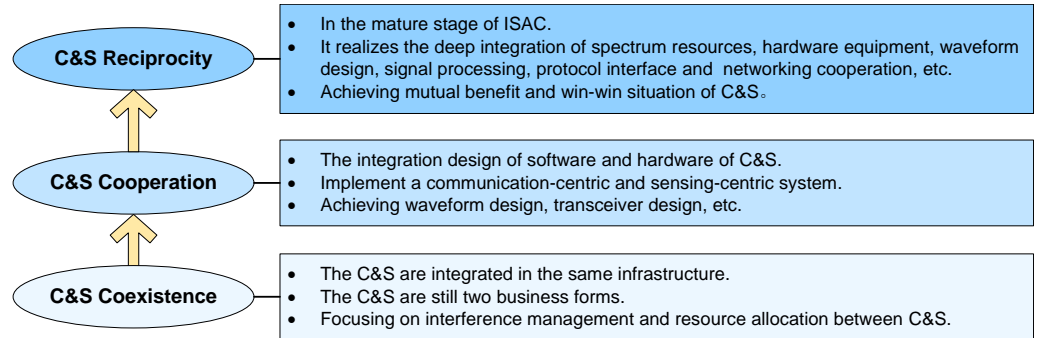 C&S Reciprocity
• In the mature stage of ISAC.
• It realizes the deep integration of spectrum resources, hardware equipment, waveform
design, signal processing, protocol interface and networking cooperation, etc.
• Achieving mutual benefit and win-win situation of C&S。
C&S Cooperation
• The integration design of software and hardware of C&S.
• Implement a communication-centric and sensing-centric system.
• Achieving waveform design, transceiver design, etc.
C&S Coexistence
• The C&S are integrated in the same infrastructure.
• The C&S are still two business forms.
• Focusing on interference management and resource allocation between C&S.